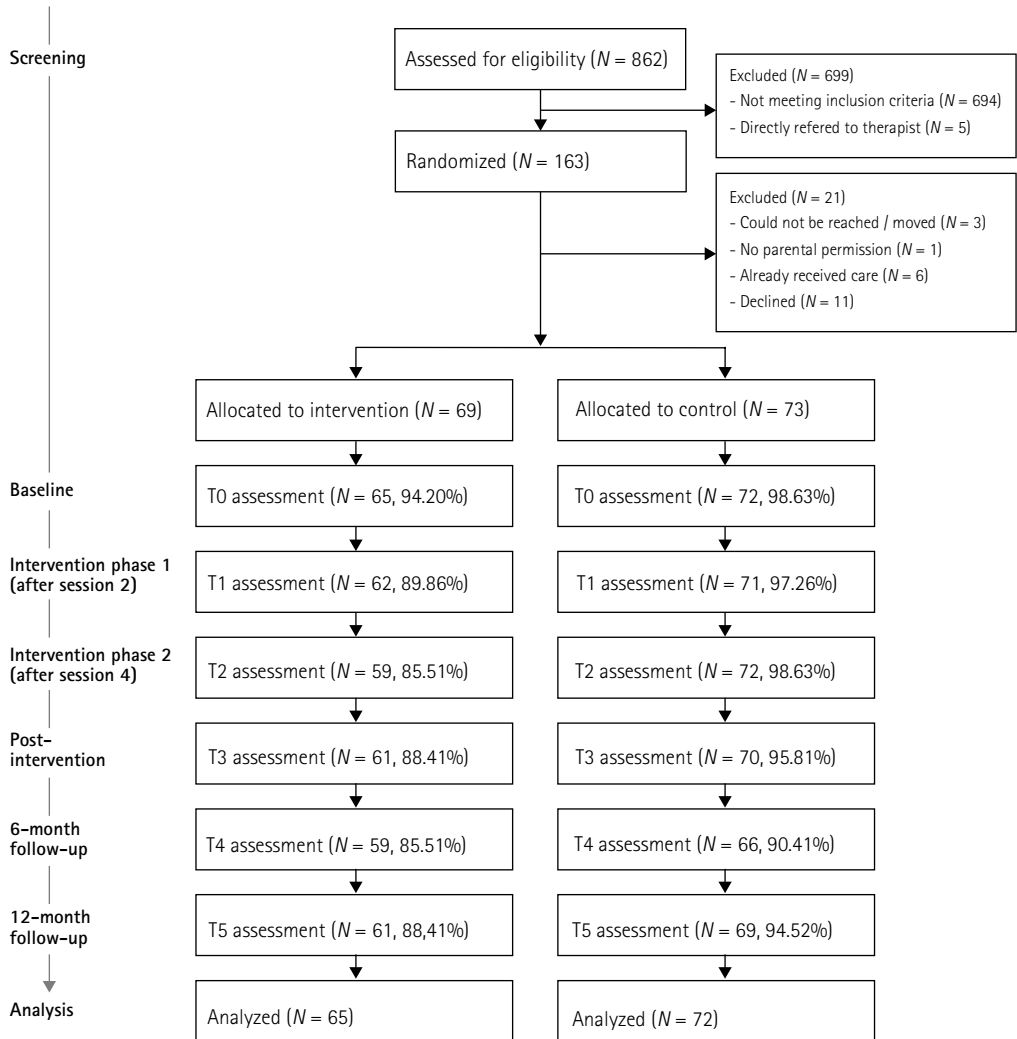 Screening
Assessed for eligibility (N = 862)
Excluded (N = 699)
- Not meeting inclusion criteria (N = 694)
- Directly refered to therapist (N = 5)
Randomized (N = 163)
Excluded (N = 21)
- Could not be reached / moved (N = 3)
- No parental permission (N = 1)
- Already received care (N = 6)
- Declined (N = 11)
Allocated to intervention (N = 69)
Allocated to control (N = 73)
Baseline
T0 assessment (N = 65, 94.20%)
T0 assessment (N = 72, 98.63%)
Intervention phase 1
(after session 2)
T1 assessment (N = 62, 89.86%)
T1 assessment (N = 71, 97.26%)
Intervention phase 2
(after session 4)
T2 assessment (N = 59, 85.51%)
T2 assessment (N = 72, 98.63%)
Post-
intervention
T3 assessment (N = 61, 88.41%)
T3 assessment (N = 70, 95.81%)
6-month
follow-up
T4 assessment (N = 59, 85.51%)
T4 assessment (N = 66, 90.41%)
12-month
follow-up
T5 assessment (N = 61, 88,41%)
T5 assessment (N = 69, 94.52%)
Analysis
Analyzed (N = 65)
Analyzed (N = 72)